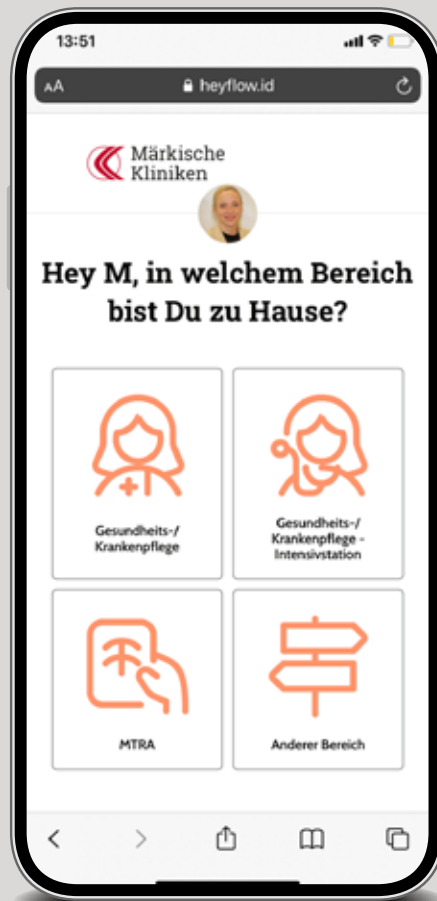 13:51
AA heyflow.id
Märkische
Kliniken
Hey M, in welchem Bereich
bist Du zu Hause?
Gesundheits-/
Krankenpflege
Gesundheits-/
Krankenpflege -
Intensivstation
MTRA
Anderer Bereich